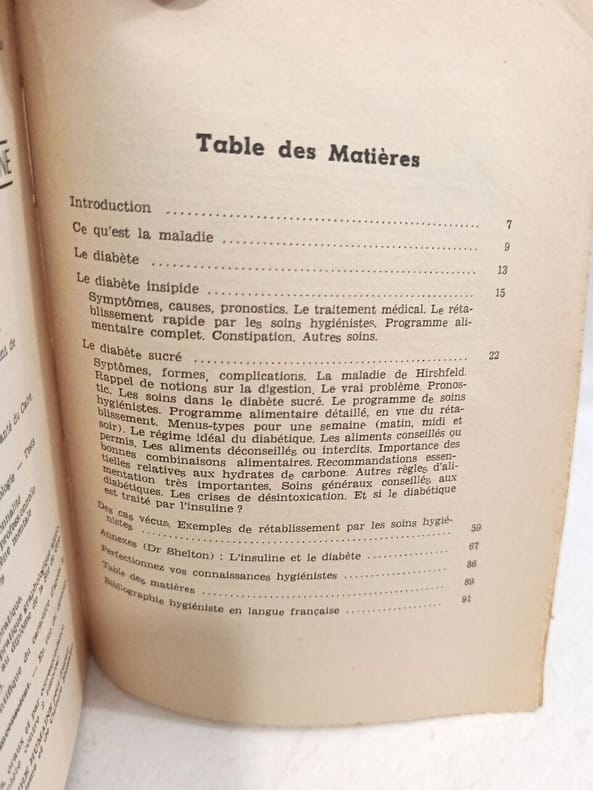 NE
Table des Matières
Introduction .......... 7
Ce qu'est la maladie .......... 9
Le diabète .......... 13
Le diabète insipide .......... 15
Symptômes, causes, pronostics. Le traitement médical. Le réta-
blissement rapide par les soins hygiénistes. Programme ali-
mentaire complet. Constipation. Autres soins.
Le diabète sucré .......... 22
Syptômes, formes, complications. La maladie de Hirshfeld.
Rappel de notions sur la digestion. Le vrai problème. Pronos-
tic. Les soins dans le diabète sucré. Le programme de soins
hygiénistes. Programme alimentaire détaillé, en vue du réta-
blissement. Menus-types pour une semaine (matin, midi et
soir). Le régime idéal du diabétique. Les aliments conseillés ou
permis. Les aliments déconseillés ou interdits. Importance des
bonnes combinaisons alimentaires. Recommandations essen-
tielles relatives aux hydrates de carbone. Autres règles d'ali-
mentation très importantes. Soins généraux conseillés aux
diabétiques. Les crises de désintoxication. Et si le diabétique
est traité par l'insuline ?
Des cas vécus. Exemples de rétablissement par les soins hygié-
nistes .......... 59
Annexes (Dr Shelton) : L'insuline et le diabète .......... 67
Perfectionnez vos connaissances hygiénistes .......... 86
Table des matières .......... 89
Bibliographie hygiéniste en langue française .......... 91